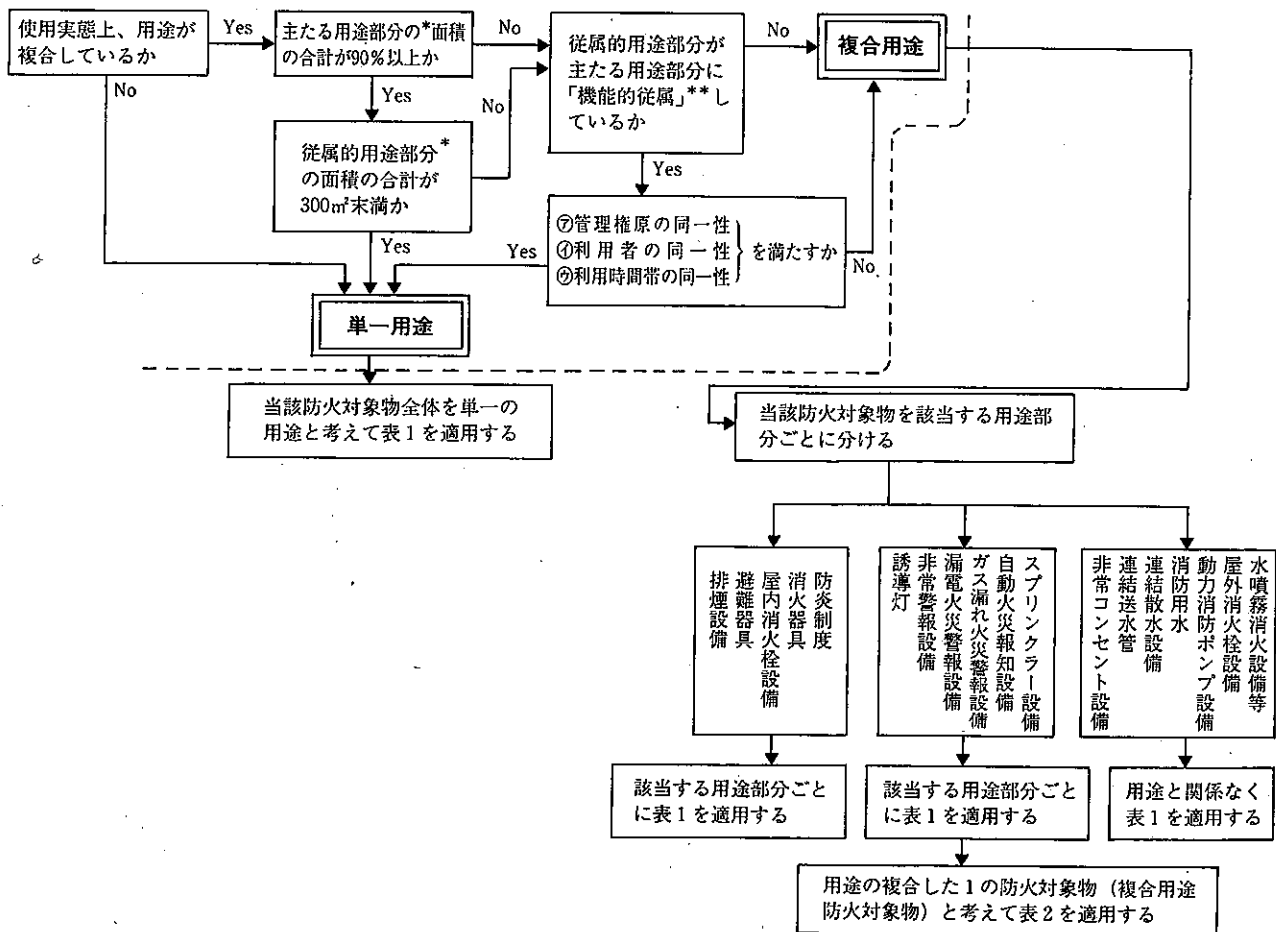 使用実態上、用途が
複合しているか
Yes
主たる用途部分の*面積
の合計が90%以上か
No
従属的用途部分が
主たる用途部分に
「機能的従属」**し
ているか
No
複合用途
No
Yes
No
従属的用途部分*
の面積の合計が
300㎡末満か
Yes
㋐管理権原の同一性
㋑利用者の同一性
㋒利用時間帯の同一性
を満たすか
Yes
Yes
No
単一用途
当該防火対象物全体を単一の
用途と考えて表1を適用する
当該防火対象物を該当する用途部
分ごとに分ける
防炎制度
消火器具
屋内消火栓設備
避難器具
排煙設備
スプリンクラー設備
自動火災報知設備
ガス漏れ火災警報設備
漏電火災警報設備
非常警報設備
誘導灯
水噴霧消火設備等
屋外消火栓設備
動力消防ポンプ設備
消防用水
連結散水設備
連結送水管
非常コンセント設備
該当する用途部分ごと
に表1を適用する
該当する用途部分ごと
に表1を適用する
用途と関係なく
表1を適用する
用途の複合した1の防火対象物（複合用途
防火対象物）と考えて表2を適用する